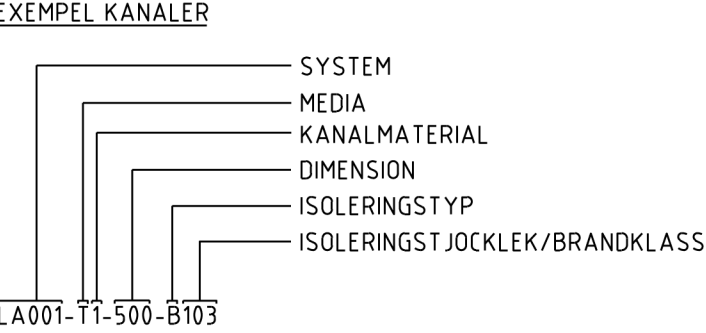 EXEMPEL KANALER
SYSTEM
MEDIA
KANALMATERIAL
DIMENSION
ISOLERINGSTYP
ISOLERINGSTJOCKLEK/BRANDKLASS
LA001-T1-500-B103